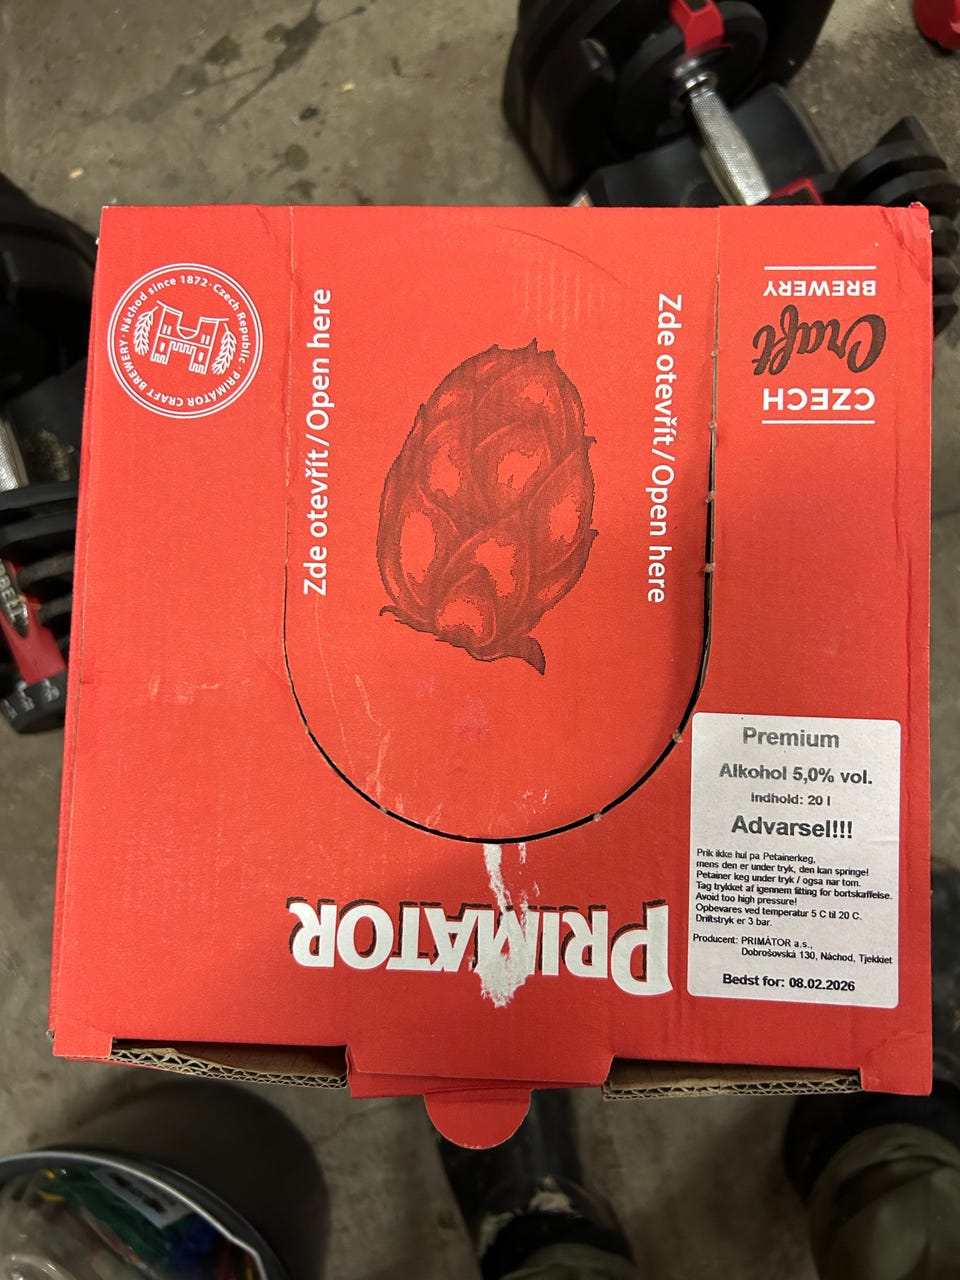 Náchod since 1872 · Czech Republic · PRIMÁTOR CRAFT BREWERY ·
Zde otevřít / Open here
Zde otevřít / Open here
CZECH
Craft
BREWERY
PRIMÁTOR
Premium
Alkohol 5,0% vol.
Indhold: 20 l
Advarsel!!!
Prik ikke hul pa Petainerkeg,
mens den er under tryk, den kan springe!
Petainer keg under tryk / ogsa nar tom.
Tag trykket af igennem fitting for bortskaffelse.
Avoid too high pressure!
Opbevares ved temperatur 5 C til 20 C.
Driftstryk er 3 bar.
Producent: PRIMÁTOR a.s.,
Dobrošovská 130, Náchod, Tjekkiet
Bedst for: 08.02.2026